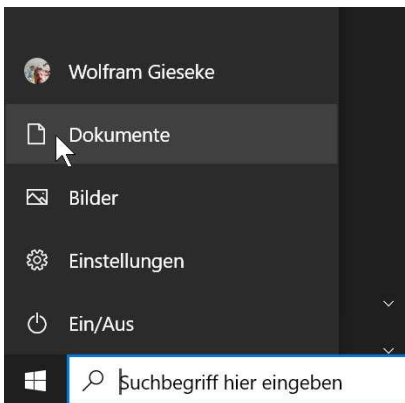 Wolfram Gieseke
Dokumente
Bilder
Einstellungen
Ein/Aus
Suchbegriff hier eingeben